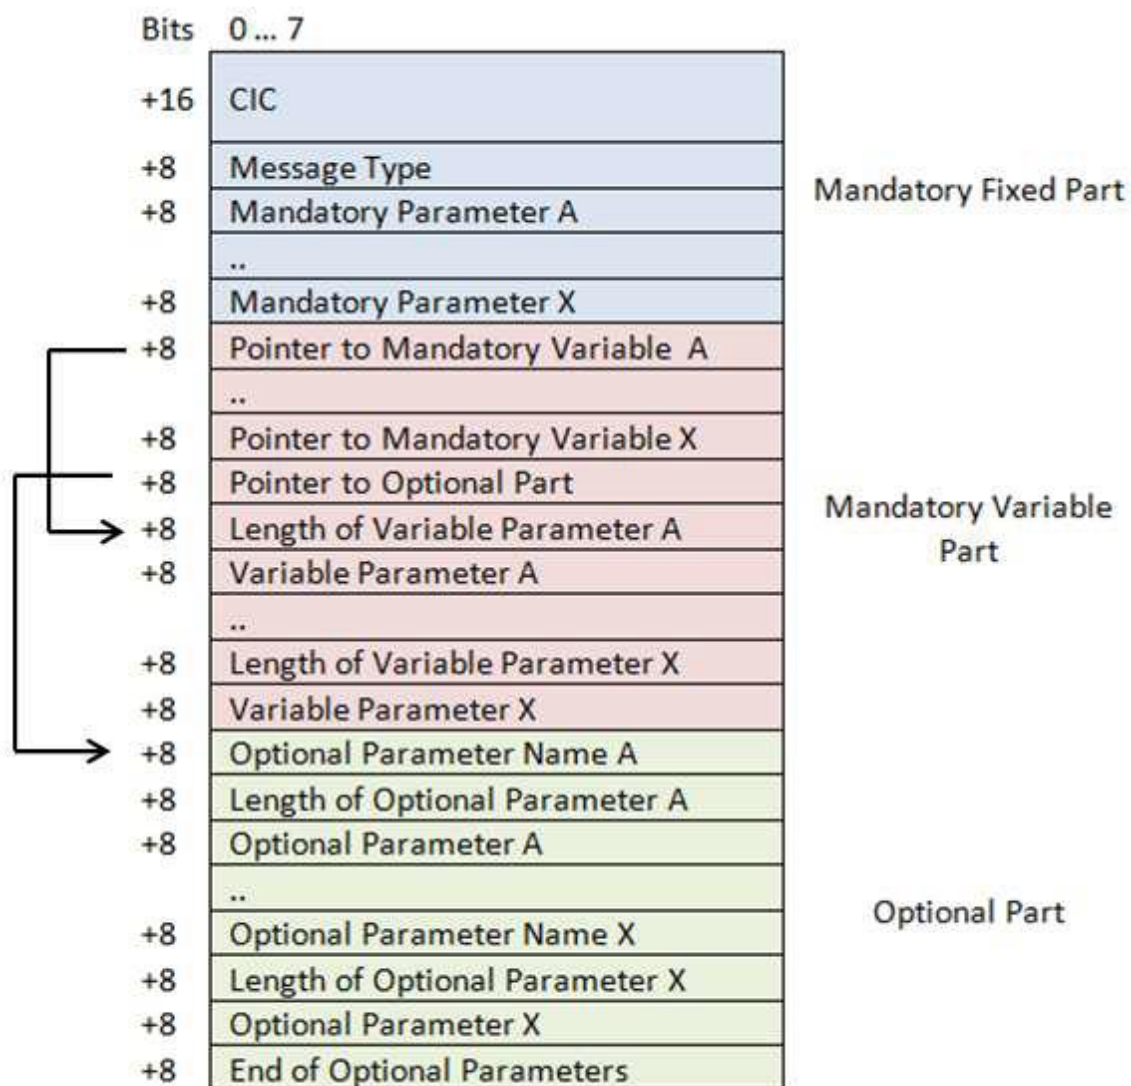 Bits 0 ... 7
+16 CIC
+8 Message Type
Mandatory Fixed Part
+8 Mandatory Parameter A
..
+8 Mandatory Parameter X
+8 Pointer to Mandatory Variable A
..
+8 Pointer to Mandatory Variable X
+8 Pointer to Optional Part
Mandatory Variable
Part
+8 Length of Variable Parameter A
+8 Variable Parameter A
..
+8 Length of Variable Parameter X
+8 Variable Parameter X
+8 Optional Parameter Name A
+8 Length of Optional Parameter A
+8 Optional Parameter A
..
Optional Part
+8 Optional Parameter Name X
+8 Length of Optional Parameter X
+8 Optional Parameter X
+8 End of Optional Parameters